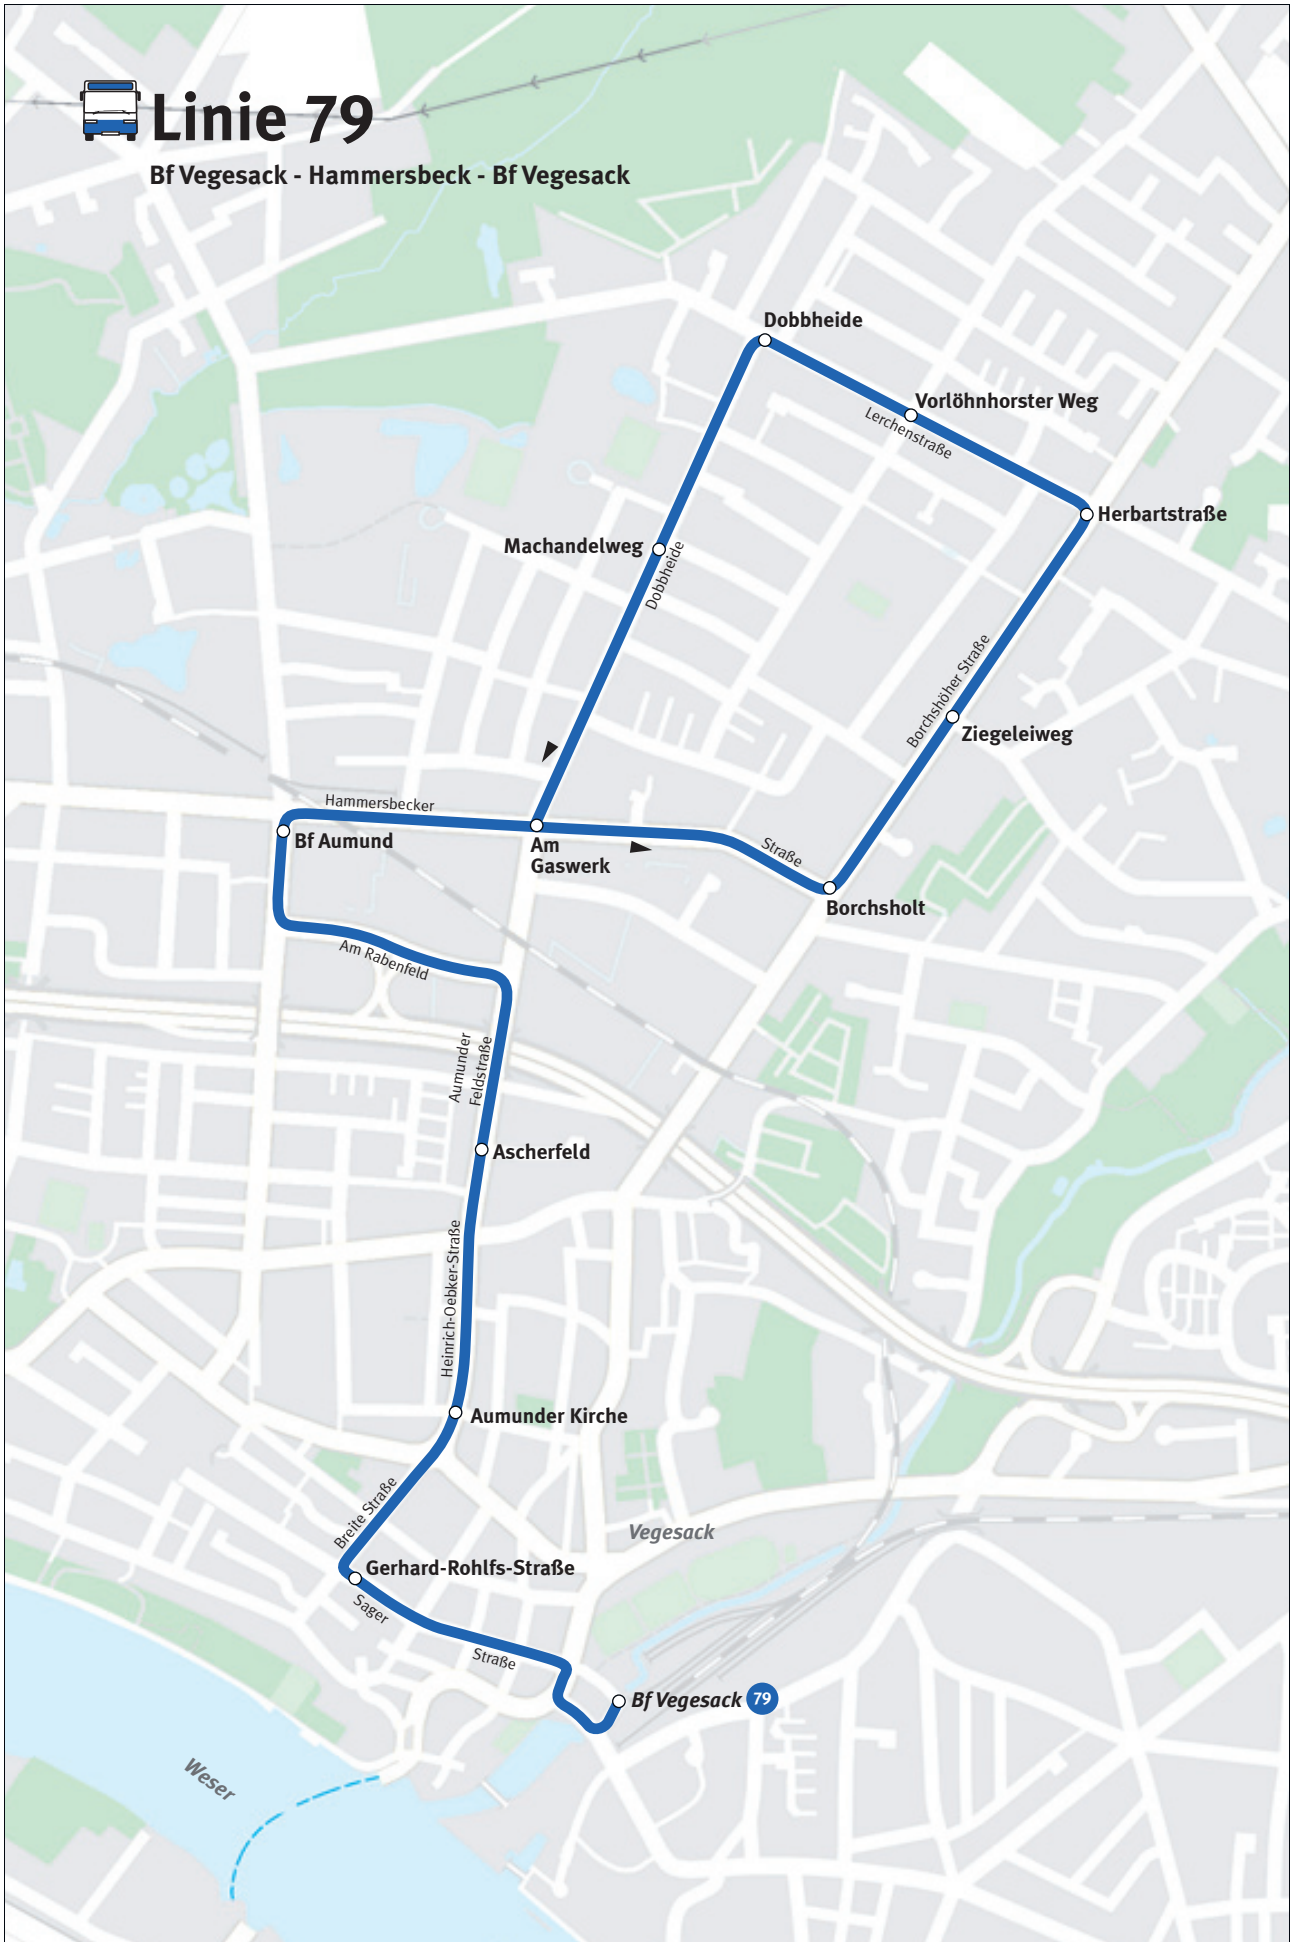 Linie 79
Bf Vegesack - Hammersbeck - Bf Vegesack
Dobbheide
Vorlöhnhorster Weg
Lerchenstraße
Herbartstraße
Machandelweg
Dobbheide
Borchshöher Straße
Ziegeleiweg
Hammersbecker
Bf Aumund
Am
Gaswerk
Straße
Borchsholt
Am Rabenfeld
Aumunder
Feldstraße
Ascherfeld
Heinrich-Oebker-Straße
Aumunder Kirche
Breite Straße
Vegesack
Gerhard-Rohlfs-Straße
Sager
Straße
Bf Vegesack 79
Weser